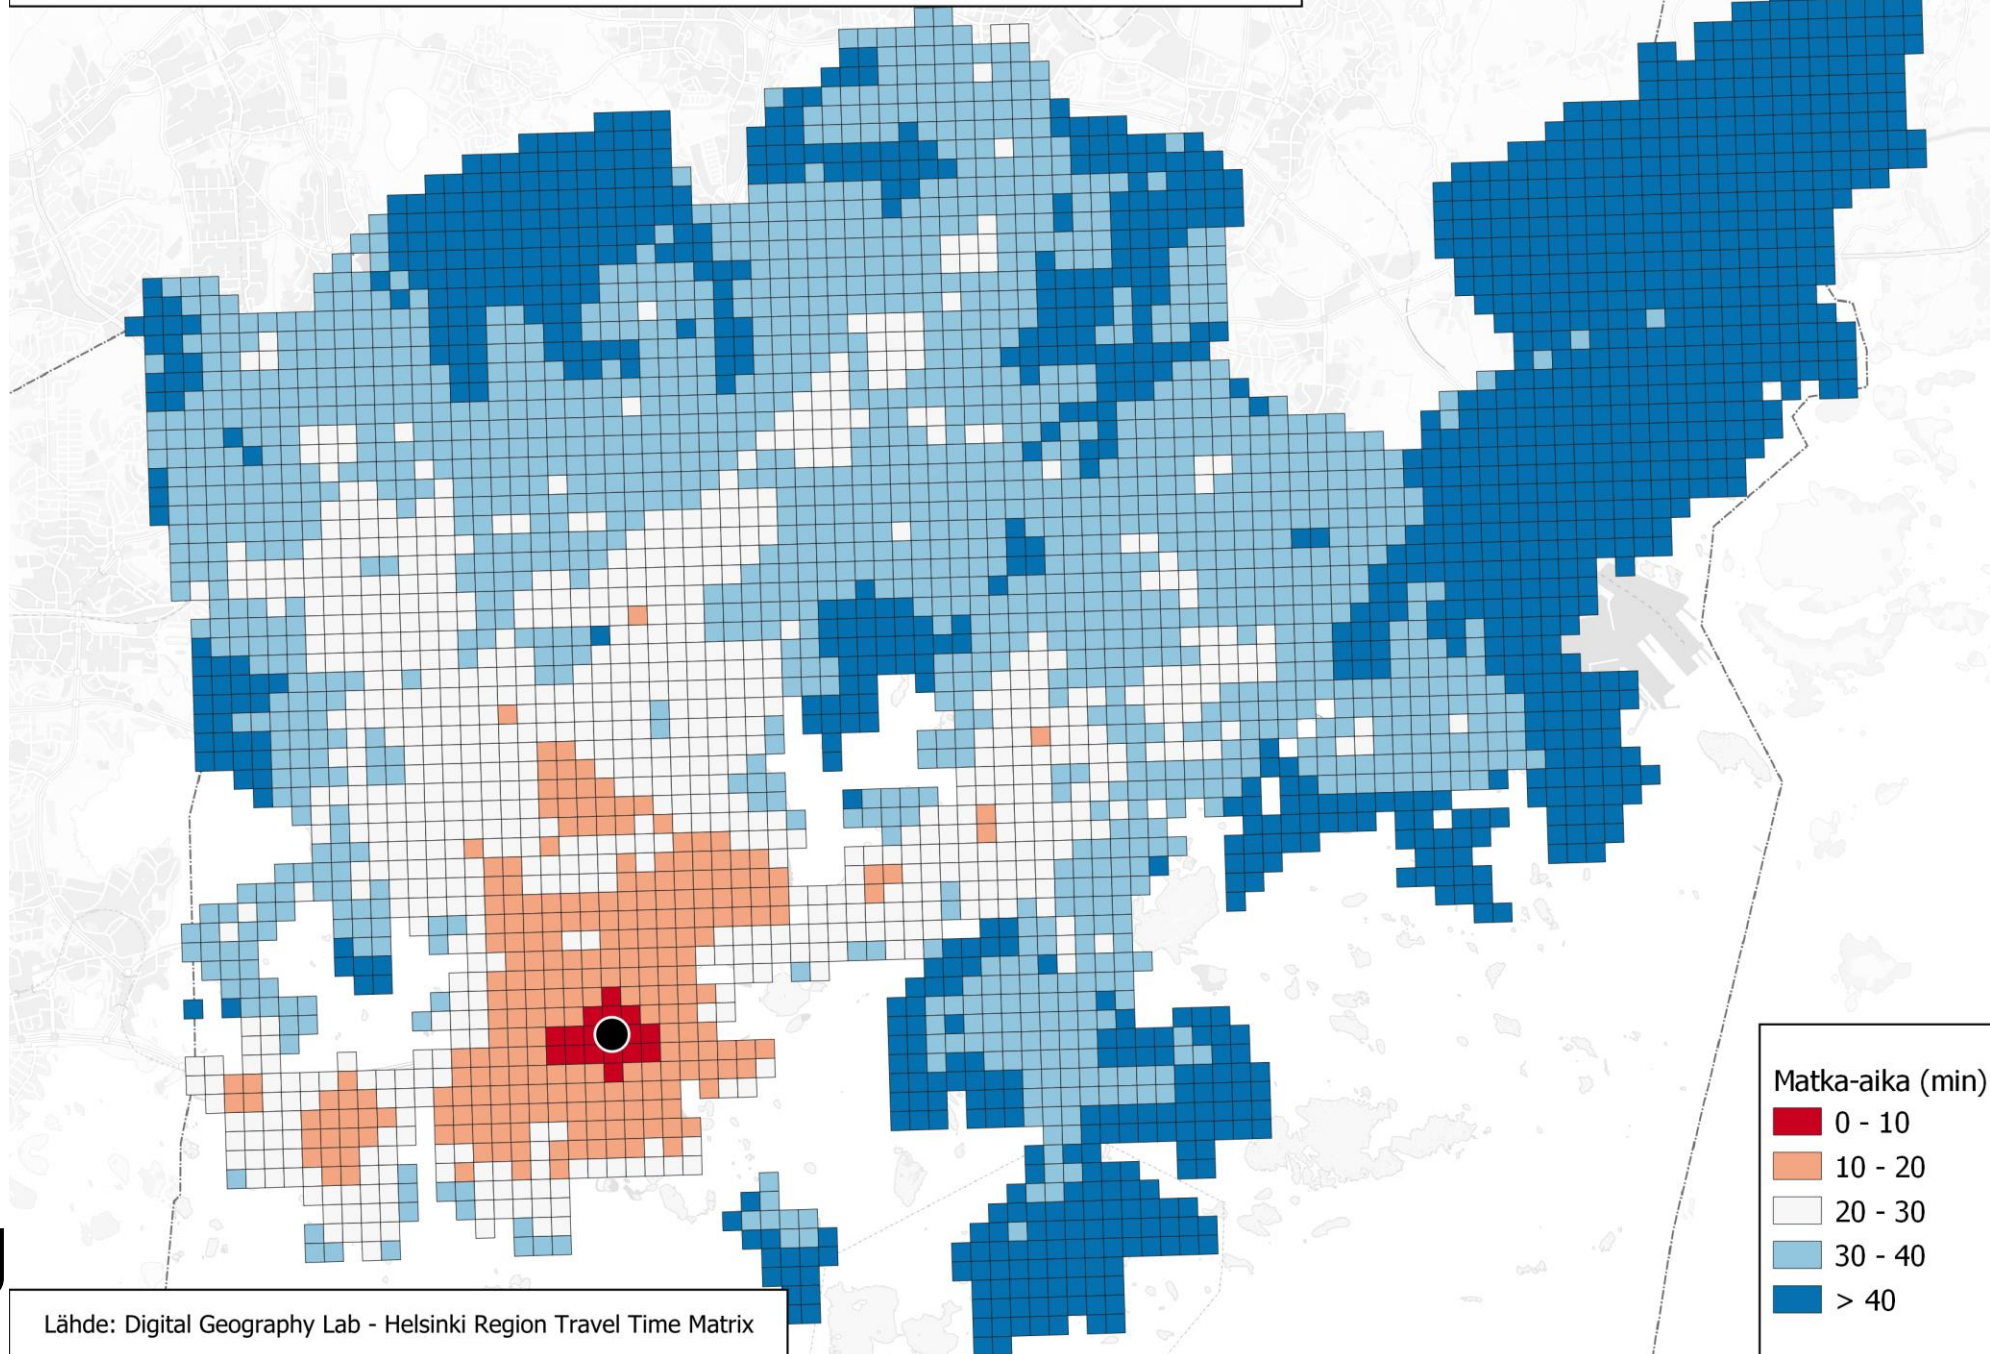 Matka-aika (min)
0 - 10
10 - 20
20 - 30
30 - 40
> 40
Lähde: Digital Geography Lab - Helsinki Region Travel Time Matrix